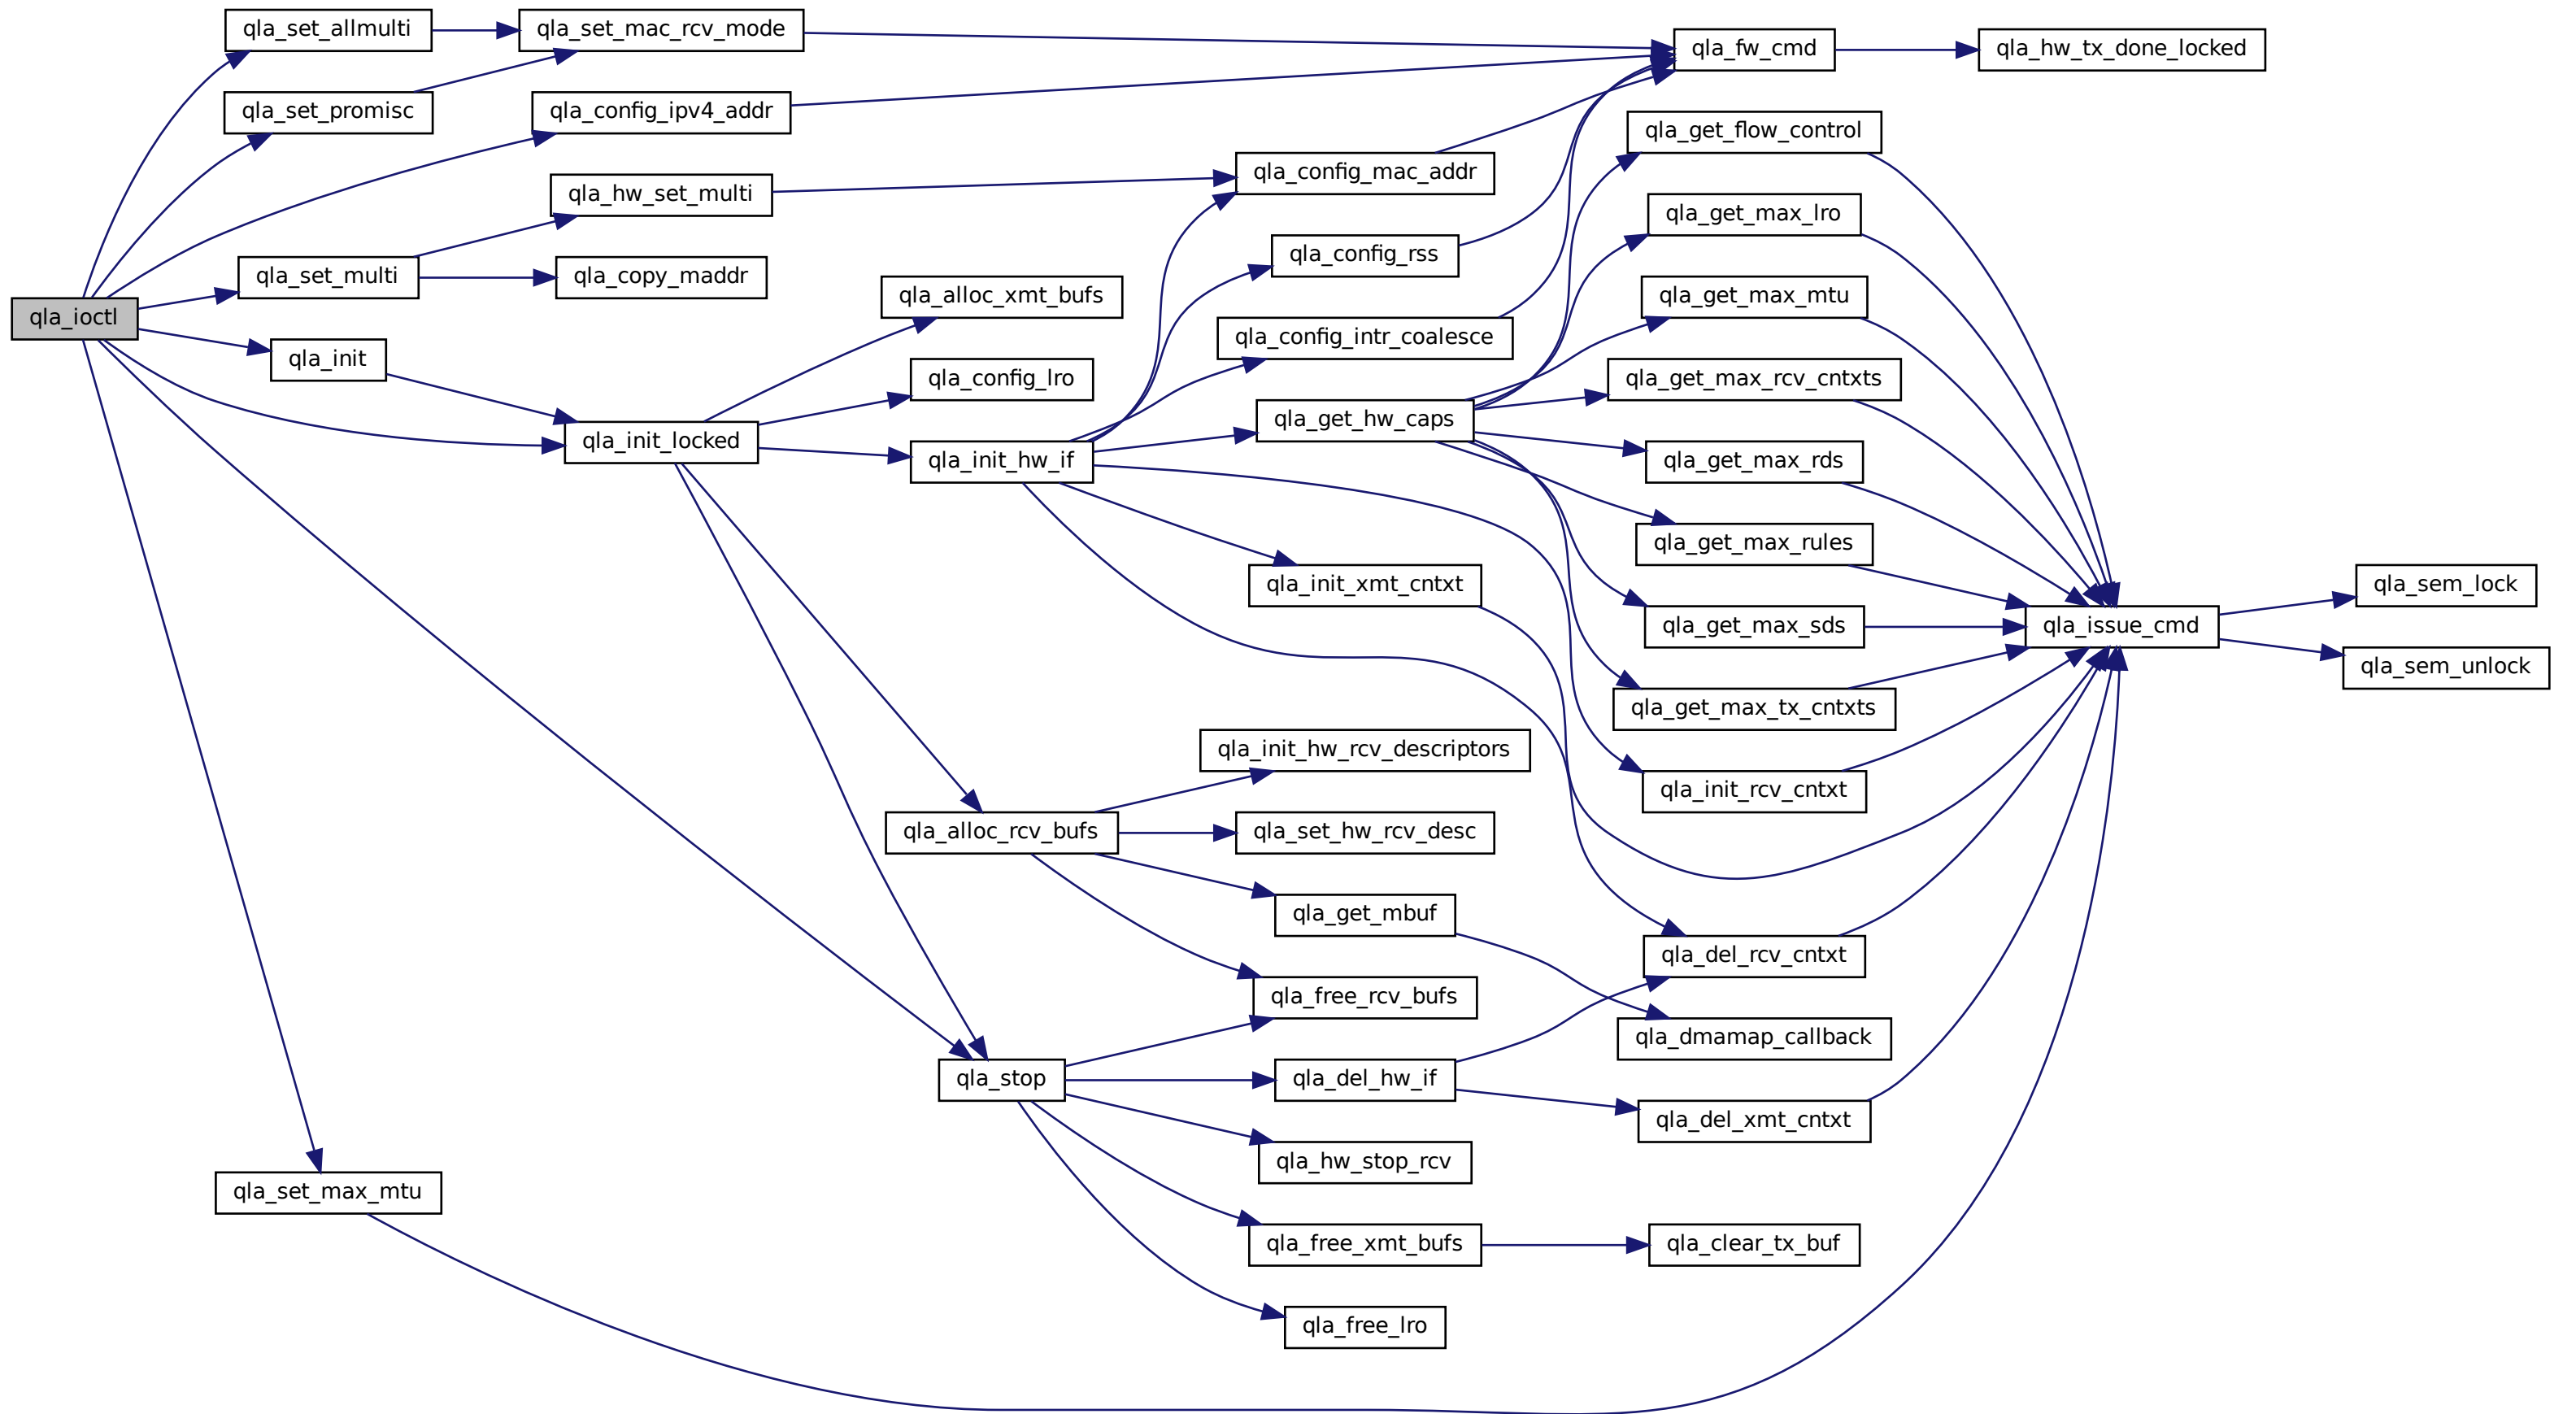 qla_ioctl
qla_set_allmulti
qla_set_promisc
qla_set_multi
qla_init
qla_set_max_mtu
qla_set_mac_rcv_mode
qla_config_ipv4_addr
qla_hw_set_multi
qla_copy_maddr
qla_init_locked
qla_alloc_xmt_bufs
qla_config_lro
qla_init_hw_if
qla_alloc_rcv_bufs
qla_stop
qla_config_mac_addr
qla_config_rss
qla_config_intr_coalesce
qla_get_hw_caps
qla_init_xmt_cntxt
qla_init_hw_rcv_descriptors
qla_set_hw_rcv_desc
qla_get_mbuf
qla_free_rcv_bufs
qla_del_hw_if
qla_hw_stop_rcv
qla_free_xmt_bufs
qla_free_lro
qla_fw_cmd
qla_get_flow_control
qla_get_max_lro
qla_get_max_mtu
qla_get_max_rcv_cntxts
qla_get_max_rds
qla_get_max_rules
qla_get_max_sds
qla_get_max_tx_cntxts
qla_init_rcv_cntxt
qla_del_rcv_cntxt
qla_dmamap_callback
qla_del_xmt_cntxt
qla_clear_tx_buf
qla_hw_tx_done_locked
qla_issue_cmd
qla_sem_lock
qla_sem_unlock